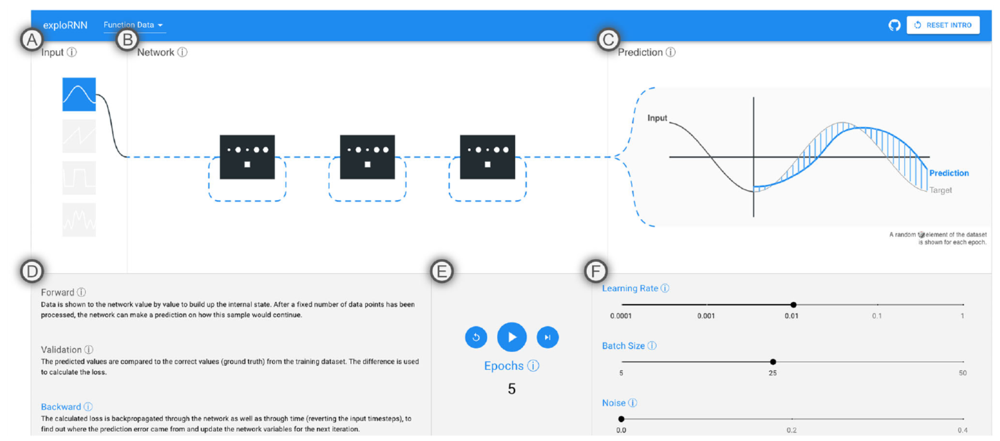 exploRNN Function Data RESET INTRO
A B C
Input ⓘ Network ⓘ Prediction ⓘ
Input
Prediction
Target
A random 🎲 element of the dataset
is shown for each epoch.
D E F
Forward ⓘ
Data is shown to the network value by value to build up the internal state. After a fixed number of data points has been
processed, the network can make a prediction on how this sample would continue.
Validation ⓘ
The predicted values are compared to the correct values (ground truth) from the training dataset. The difference is used
to calculate the loss.
Backward ⓘ
The calculated loss is backpropagated through the network as well as through time (reverting the input timesteps), to
find out where the prediction error came from and update the network variables for the next iteration.
Epochs ⓘ
5
Learning Rate ⓘ
0.0001 0.001 0.01 0.1 1
Batch Size ⓘ
5 25 50
Noise ⓘ
0.0 0.2 0.4